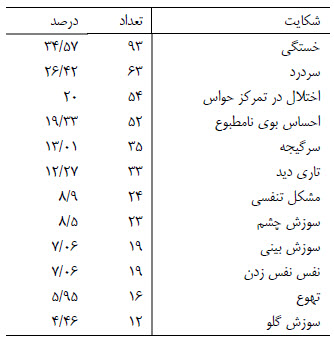 شکایت تعداد درصد
خستگی ۹۳ ۳۴/۵۷
سردرد ۶۳ ۲۶/۴۲
اختلال در تمرکز حواس ۵۴ ۲۰
احساس بوی نامطبوع ۵۲ ۱۹/۳۳
سرگیجه ۳۵ ۱۳/۰۱
تاری دید ۳۳ ۱۲/۲۷
مشکل تنفسی ۲۴ ۸/۹
سوزش چشم ۲۳ ۸/۵
سوزش بینی ۱۹ ۷/۰۶
نفس نفس زدن ۱۹ ۷/۰۶
تهوع ۱۶ ۵/۹۵
سوزش گلو ۱۲ ۴/۴۶